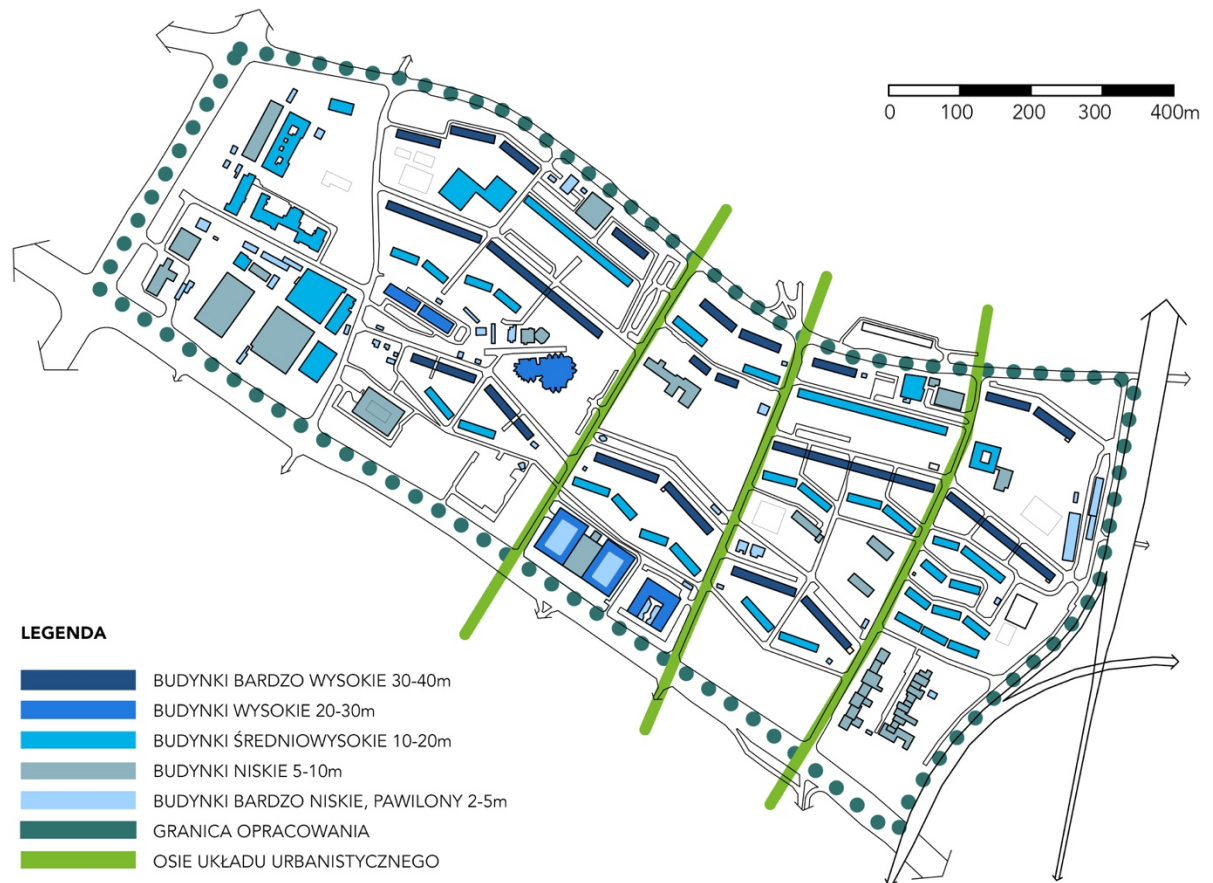 0 100 200 300 400m
LEGENDA
BUDYNKI BARDZO WYSOKIE 30-40m
BUDYNKI WYSOKIE 20-30m
BUDYNKI ŚREDNIOWYSOKIE 10-20m
BUDYNKI NISKIE 5-10m
BUDYNKI BARDZO NISKIE, PAWILONY 2-5m
GRANICA OPRACOWANIA
OSIE UKŁADU URBANISTYCZNEGO